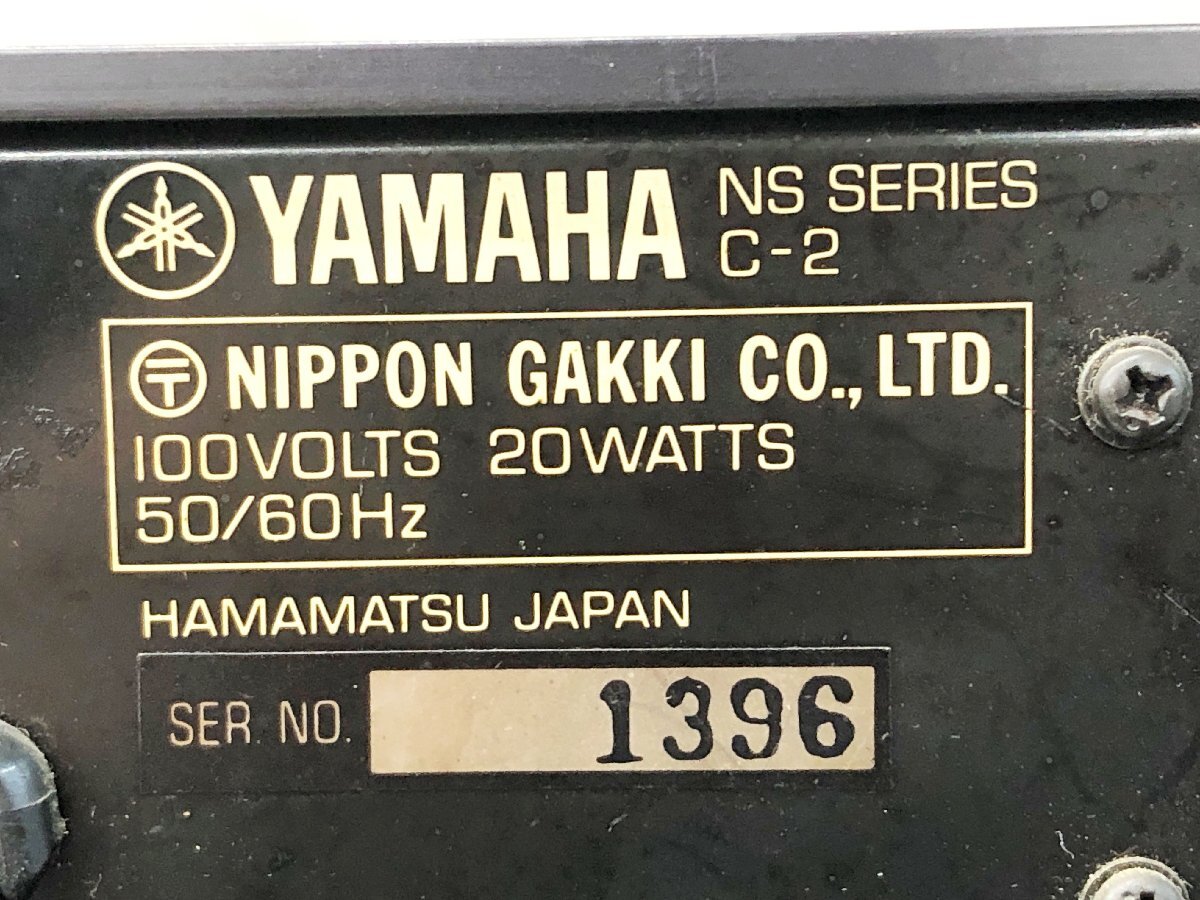 YAMAHA NS SERIES
C-2
〒 NIPPON GAKKI CO., LTD.
100VOLTS 20WATTS
50/60Hz
HAMAMATSU JAPAN
SER. NO. 1396